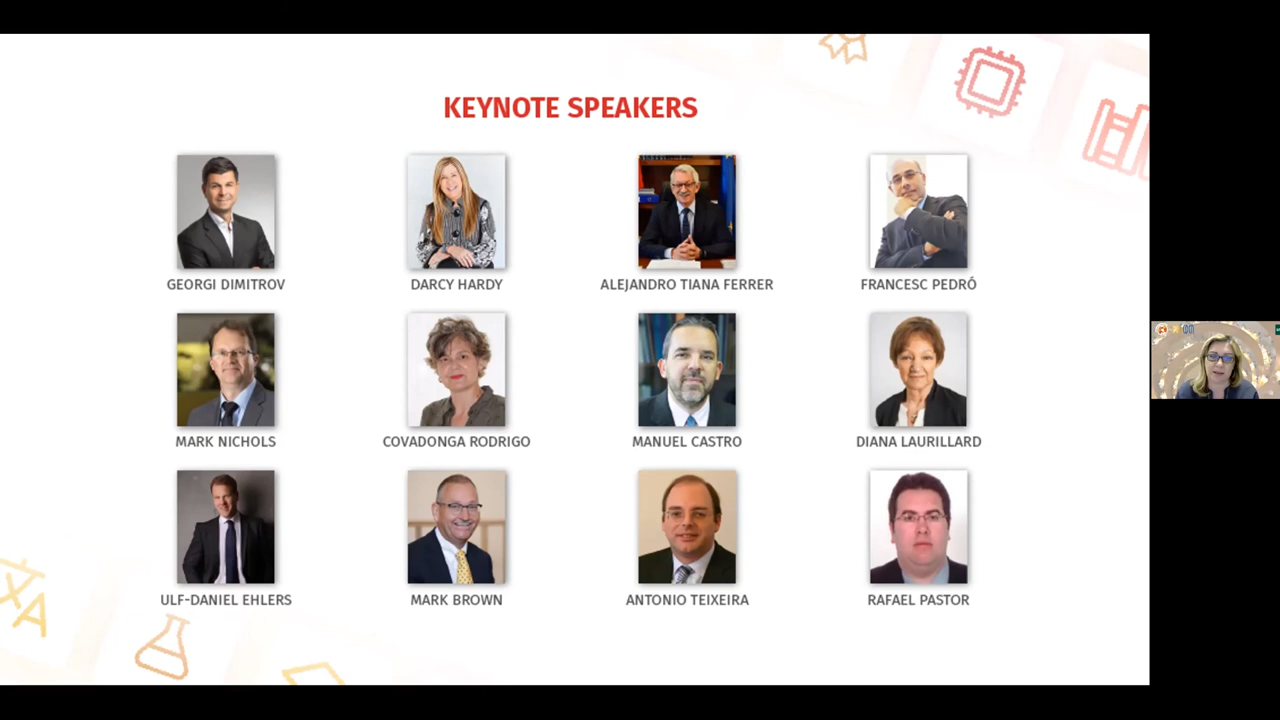 KEYNOTE SPEAKERS
GEORGI DIMITROV
DARCY HARDY
ALEJANDRO TIANA FERRER
FRANCESC PEDRÓ
MARK NICHOLS
COVADONGA RODRIGO
MANUEL CASTRO
DIANA LAURILLARD
ULF-DANIEL EHLERS
MARK BROWN
ANTONIO TEIXEIRA
RAFAEL PASTOR